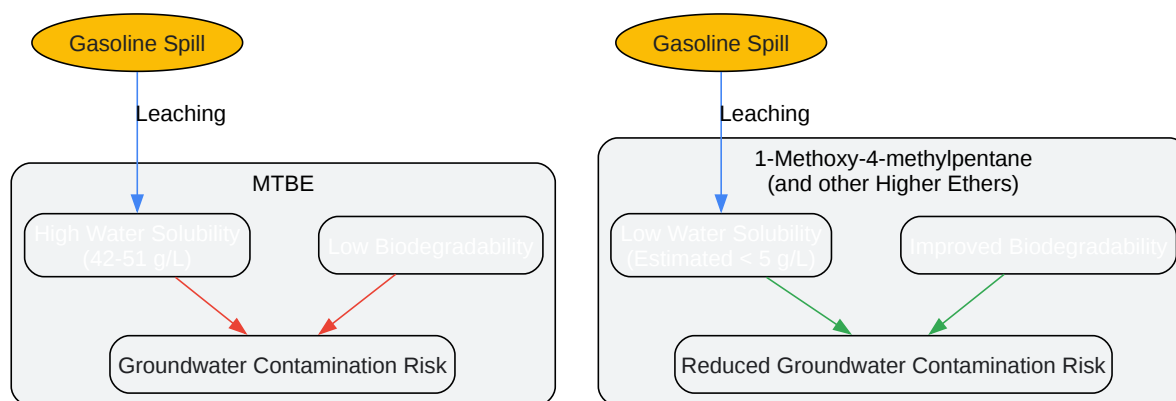 Gasoline Spill
Leaching
MTBE
High Water Solubility
(42-51 g/L)
Low Biodegradability
Groundwater Contamination Risk
Gasoline Spill
Leaching
1-Methoxy-4-methylpentane
(and other Higher Ethers)
Low Water Solubility
(Estimated < 5 g/L)
Improved Biodegradability
Reduced Groundwater Contamination Risk